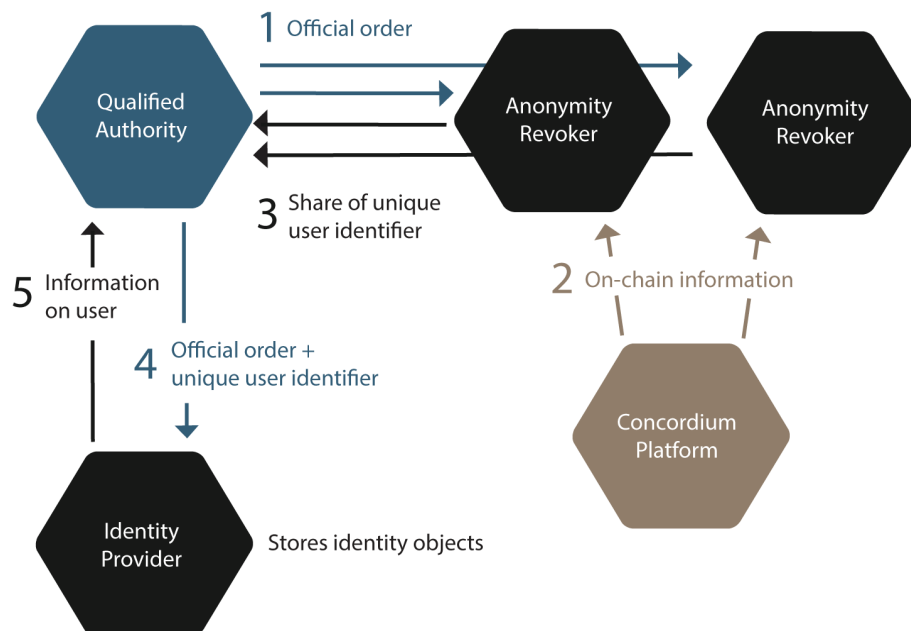 1 Official order
Qualified
Authority
Anonymity
Revoker
Anonymity
Revoker
3 Share of unique
user identifier
2 On-chain information
5 Information
on user
4 Official order +
unique user identifier
Concordium
Platform
Identity
Provider
Stores identity objects